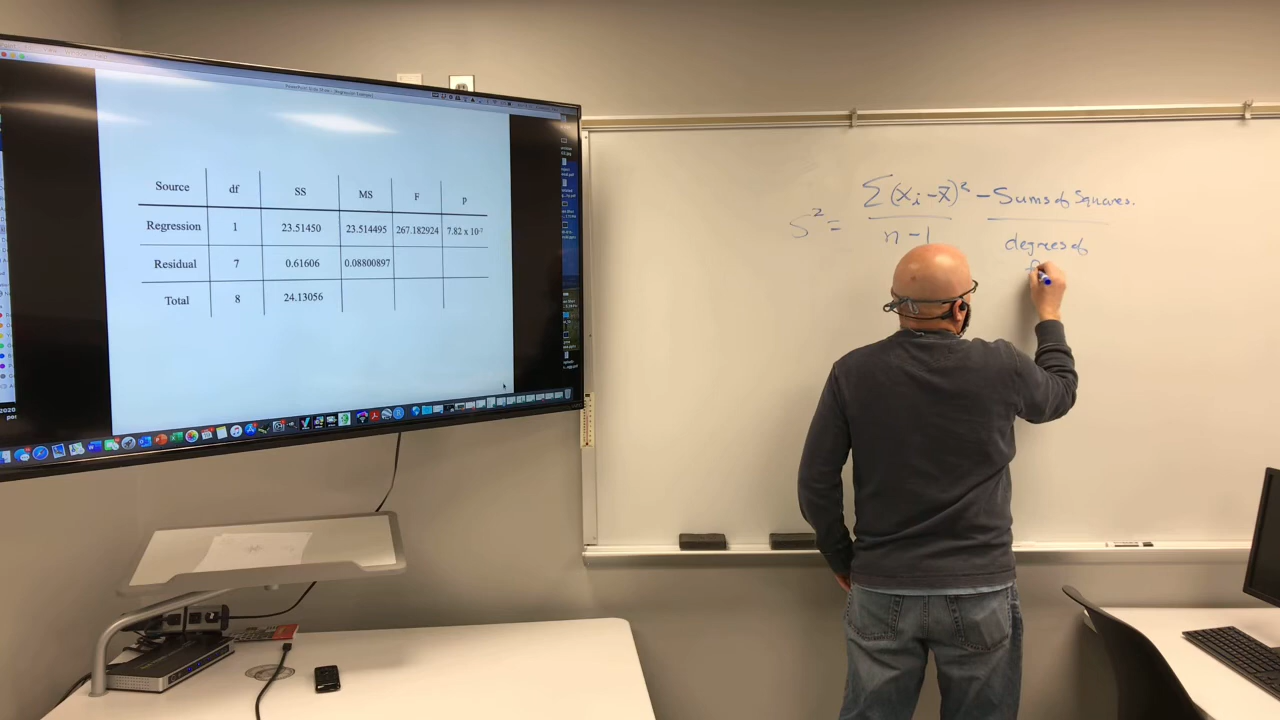 Source df SS MS F p
Regression 1 23.51450 23.514495 267.182924 7.82 x 10⁻⁷
Residual 7 0.61606 0.08800897
Total 8 24.13056
S² = Σ(Xi-X̄)² - Sums of Squares.
n-1 degrees of
f